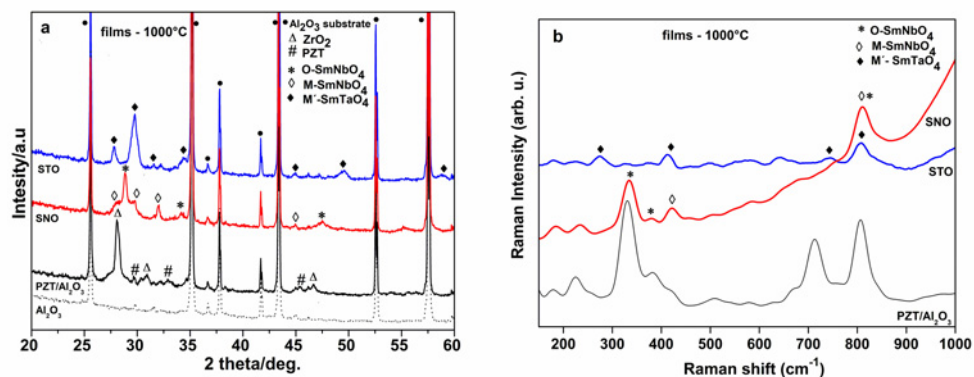 a
films - 1000°C
• Al₂O₃ substrate
Δ ZrO₂
# PZT
* O-SmNbO₄
◊ M-SmNbO₄
♦ M´-SmTaO₄
STO
SNO
PZT/Al₂O₃
Al₂O₃
Intesity/a.u
20 25 30 35 40 45 50 55 60
2 theta/deg.
b
films - 1000°C
* O-SmNbO₄
◊ M-SmNbO₄
♦ M´- SmTaO₄
SNO
STO
PZT/Al₂O₃
Raman Intensity (arb. u.)
200 300 400 500 600 700 800 900 1000
Raman shift (cm⁻¹)